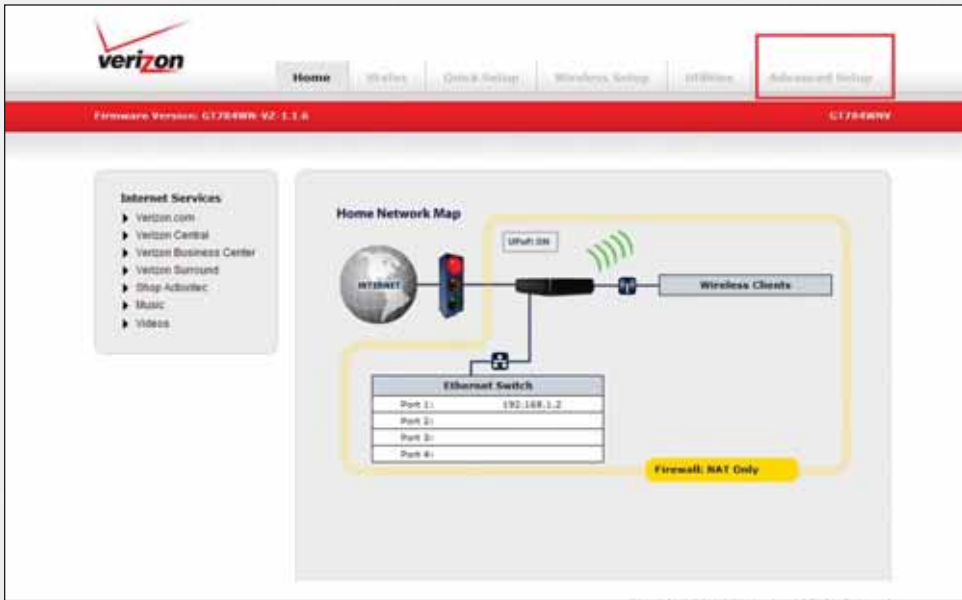 verizon
Home Status Quick Setup Wireless Setup Utilities Advanced Setup
Firmware Version: GT784WN-VZ-1.1.6 GT784WNV
Internet Services
Verizon.com
Verizon Central
Verizon Business Center
Verizon Surround
Shop Actiontec
Music
Videos
Home Network Map
UPnP: ON
INTERNET
Wireless Clients
Ethernet Switch
Port 1: 192.168.1.2
Port 2:
Port 3:
Port 4:
Firewall: NAT Only